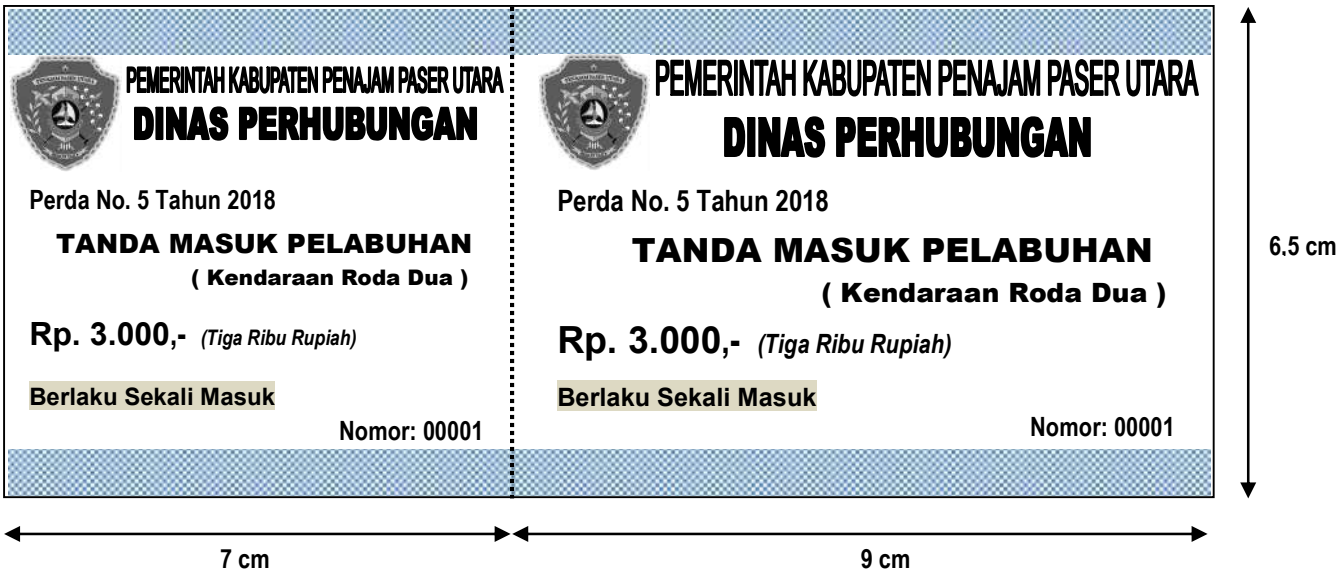 PEMERINTAH KABUPATEN PENAJAM PASER UTARA
DINAS PERHUBUNGAN
Perda No. 5 Tahun 2018
TANDA MASUK PELABUHAN
( Kendaraan Roda Dua )
Rp. 3.000,- (Tiga Ribu Rupiah)
Berlaku Sekali Masuk
Nomor: 00001
PEMERINTAH KABUPATEN PENAJAM PASER UTARA
DINAS PERHUBUNGAN
Perda No. 5 Tahun 2018
TANDA MASUK PELABUHAN
( Kendaraan Roda Dua )
Rp. 3.000,- (Tiga Ribu Rupiah)
Berlaku Sekali Masuk
Nomor: 00001
6,5 cm
7 cm
9 cm